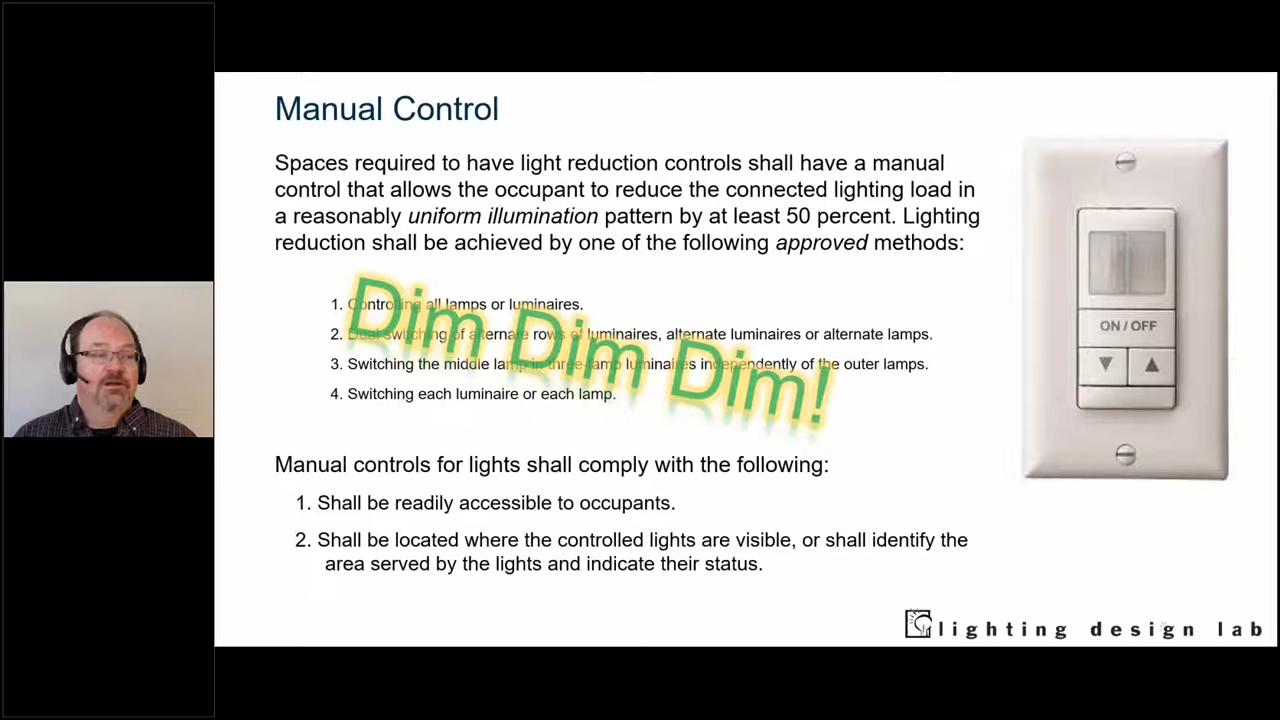 Manual Control
Spaces required to have light reduction controls shall have a manual
control that allows the occupant to reduce the connected lighting load in
a reasonably uniform illumination pattern by at least 50 percent. Lighting
reduction shall be achieved by one of the following approved methods:
1. Controlling all lamps or luminaires.
2. Dual switching of alternate rows of luminaires, alternate luminaires or alternate lamps.
3. Switching the middle lamp in three-lamp luminaires independently of the outer lamps.
4. Switching each luminaire or each lamp.
Dim Dim Dim!
Manual controls for lights shall comply with the following:
1. Shall be readily accessible to occupants.
2. Shall be located where the controlled lights are visible, or shall identify the
area served by the lights and indicate their status.
ON / OFF
lighting design lab